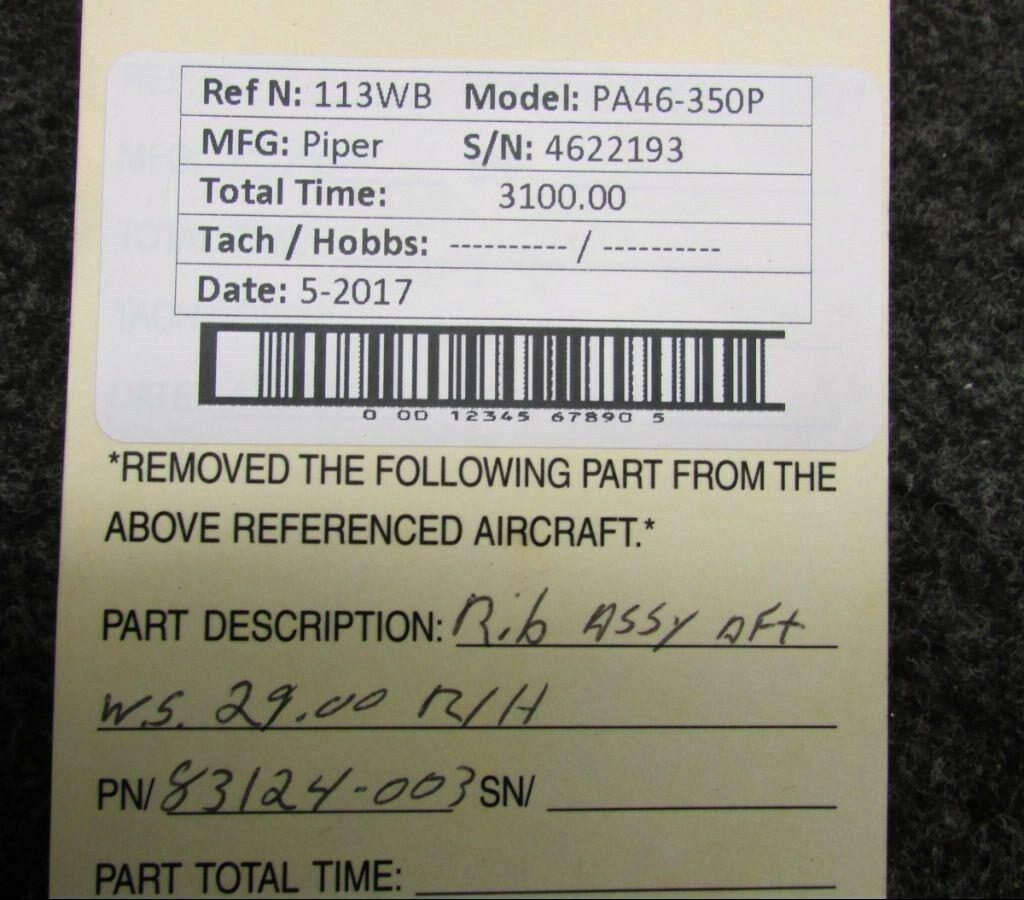 Ref N: 113WB Model: PA46-350P
MFG: Piper S/N: 4622193
Total Time: 3100.00
Tach / Hobbs: ---------- / ----------
Date: 5-2017
0 00 12345 67890 5
*REMOVED THE FOLLOWING PART FROM THE
ABOVE REFERENCED AIRCRAFT.*
PART DESCRIPTION: Rib ASSY AFt
W.S. 29.00 R/H
PN/ 83124-003 SN/
PART TOTAL TIME: